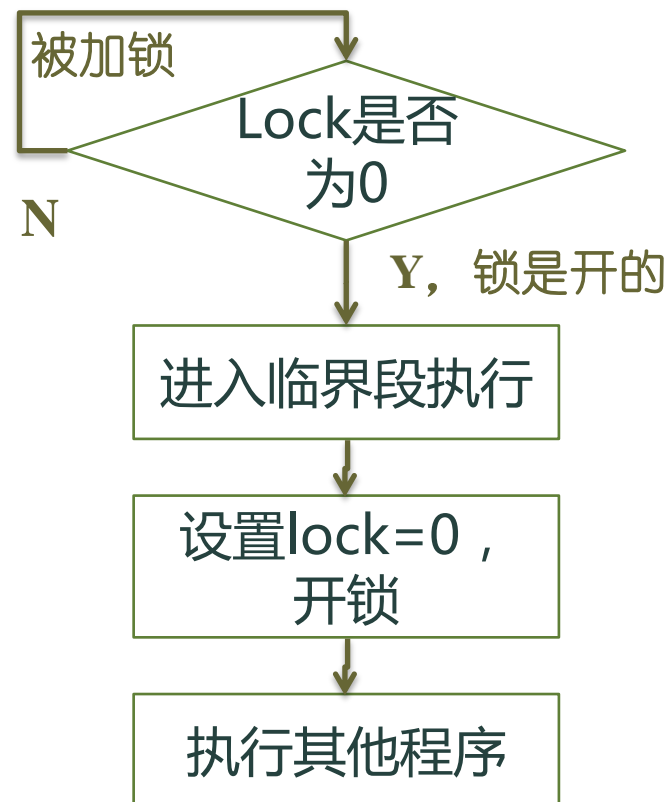 被加锁
Lock是否
为0
N
Y，锁是开的
进入临界段执行
设置lock=0，
开锁
执行其他程序